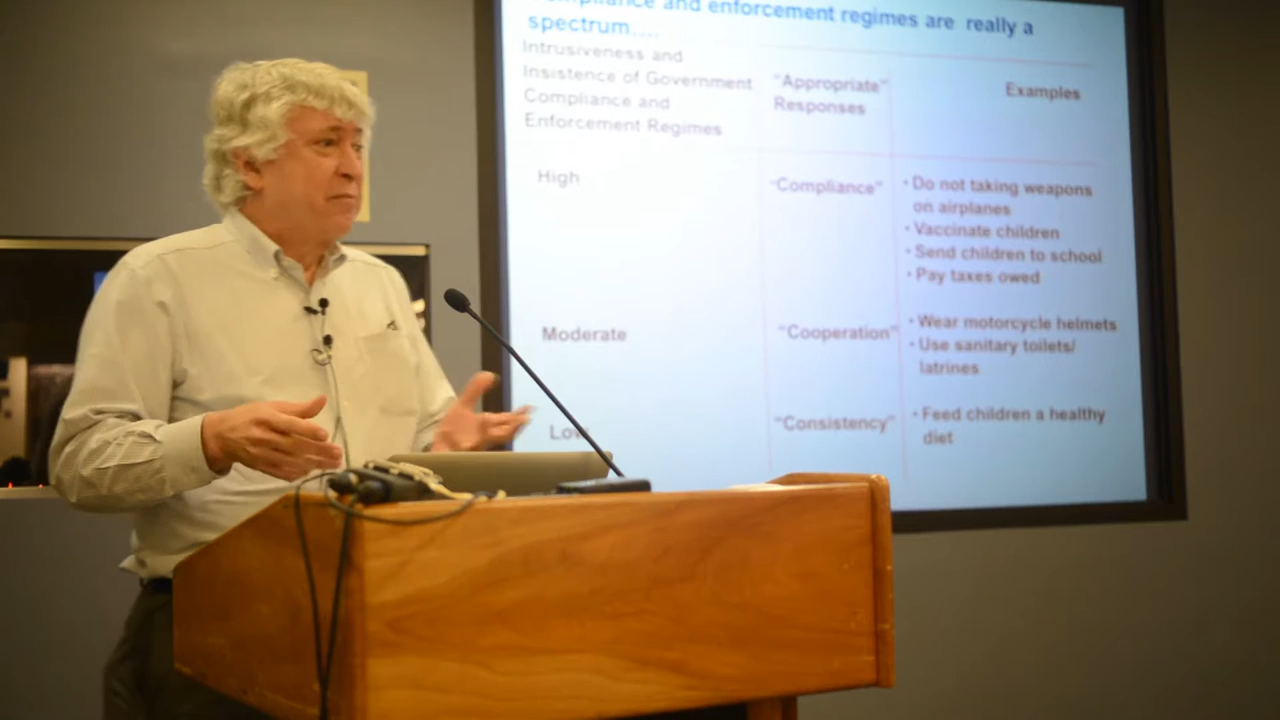 ompliance and enforcement regimes are really a
spectrum....
Intrusiveness and
Insistence of Government
Compliance and
Enforcement Regimes
"Appropriate"
Responses
Examples
High
"Compliance"
• Do not taking weapons
on airplanes
• Vaccinate children
• Send children to school
• Pay taxes owed
Moderate
"Cooperation"
• Wear motorcycle helmets
• Use sanitary toilets/
latrines
Low
"Consistency"
• Feed children a healthy
diet